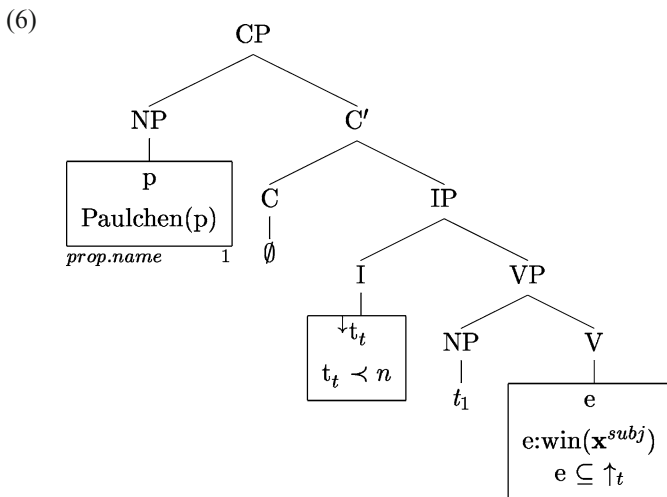 (6)
CP
NP C′
p
Paulchen(p)
prop.name 1
C IP
∅
I VP
↓t_t
t_t ≺ n
NP V
t_1
e
e:win(x^subj)
e ⊆ ↑_t